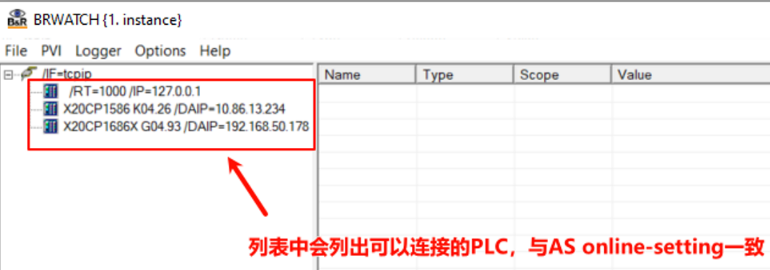 B&R BRWATCH {1. instance}
File PVI Logger Options Help
/IF=tcpip
Name Type Scope Value
/RT=1000 /IP=127.0.0.1
X20CP1586 K04.26 /DAIP=10.86.13.234
X20CP1686X G04.93 /DAIP=192.168.50.178
列表中会列出可以连接的PLC，与AS online-setting一致